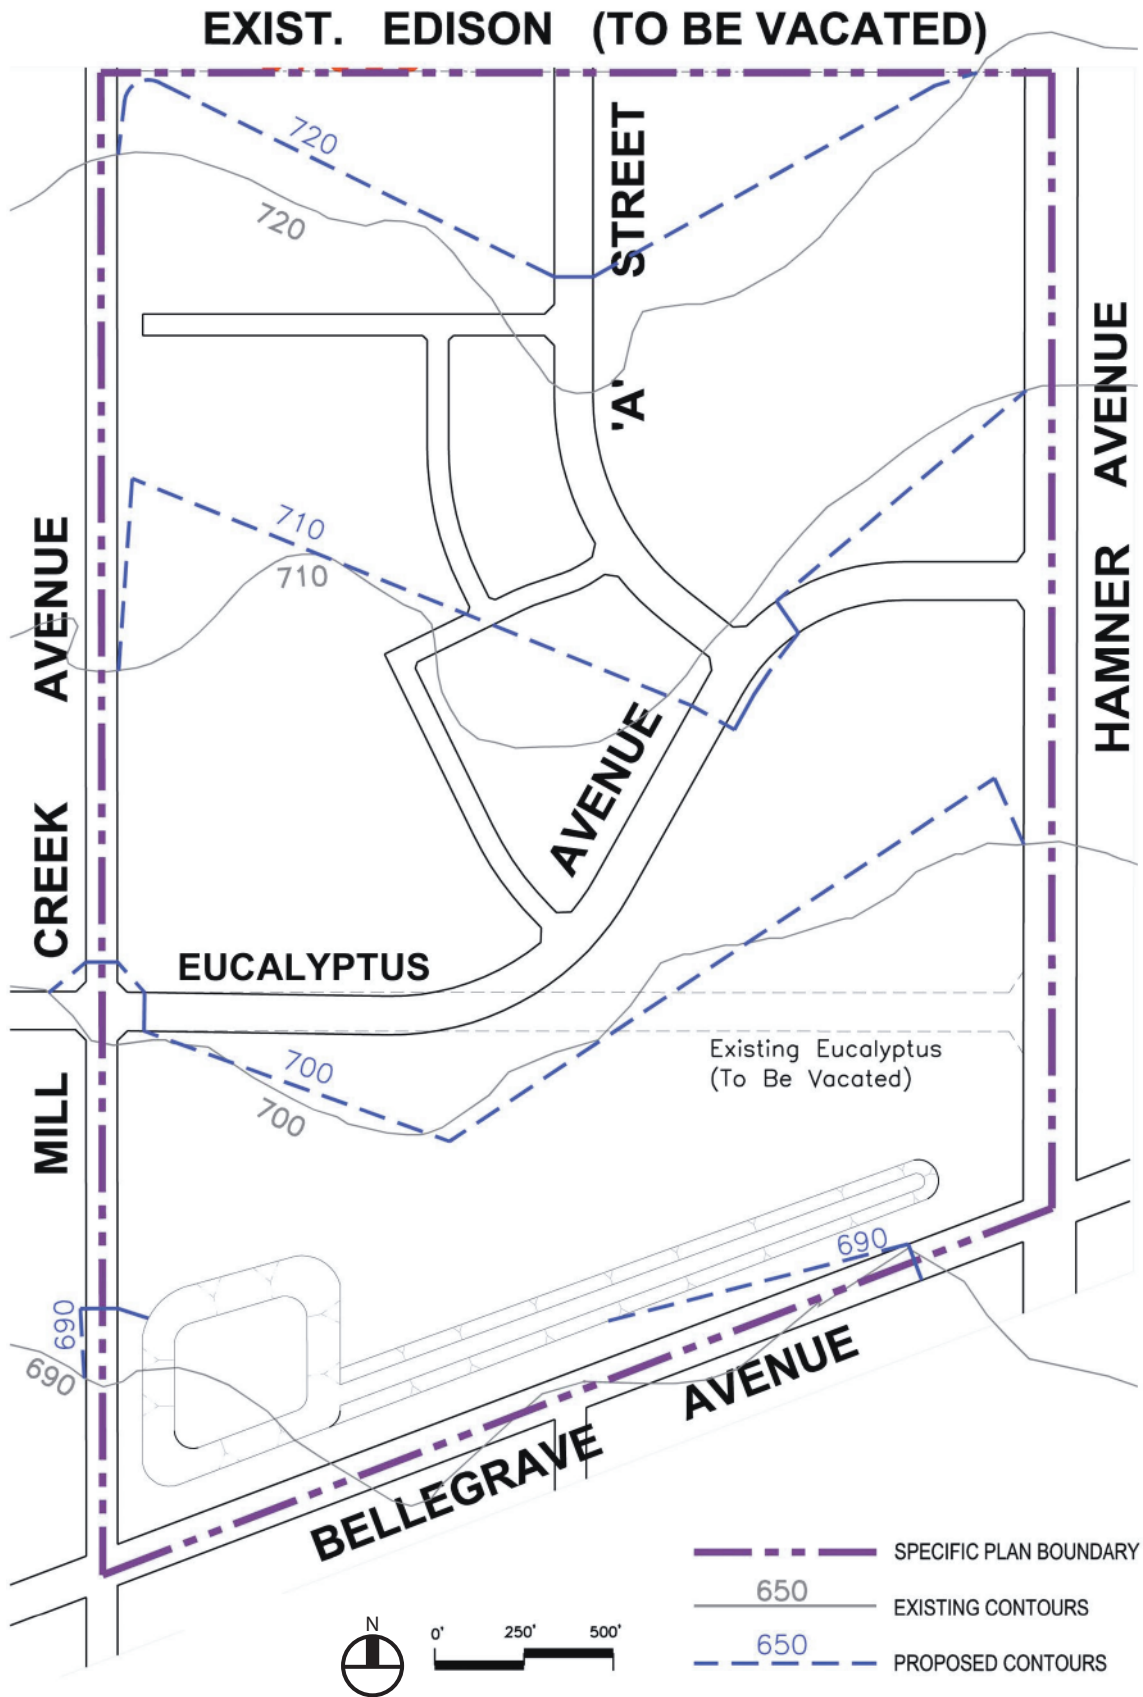 EXIST. EDISON (TO BE VACATED)
720
720
'A' STREET
HAMNER AVENUE
710
710
MILL CREEK AVENUE
AVENUE
EUCALYPTUS
Existing Eucalyptus
(To Be Vacated)
700
700
690
690
690
BELLEGRAVE AVENUE
SPECIFIC PLAN BOUNDARY
650
EXISTING CONTOURS
650
PROPOSED CONTOURS
N
0' 250' 500'